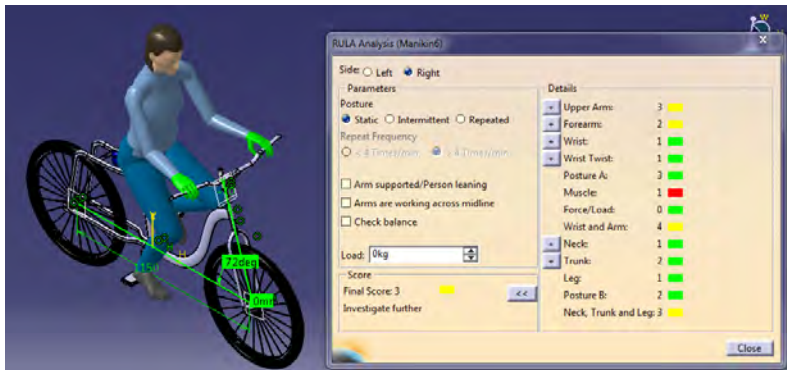 W
RULA Analysis (Manikin6)
x
Side: Left Right
Parameters
Posture
Static Intermittent Repeated
Repeat Frequency
< 4 Times/min. > 4 Times/min.
Arm supported/Person leaning
Arms are working across midline
Check balance
Load: 0kg
Score
Final Score: 3
<<
Investigate further
Details
Upper Arm: 3
Forearm: 2
Wrist: 1
Wrist Twist: 1
Posture A: 3
Muscle: 1
Force/Load: 0
Wrist and Arm: 4
Neck: 1
Trunk: 2
Leg: 1
Posture B: 2
Neck, Trunk and Leg: 3
Close
72deg
H